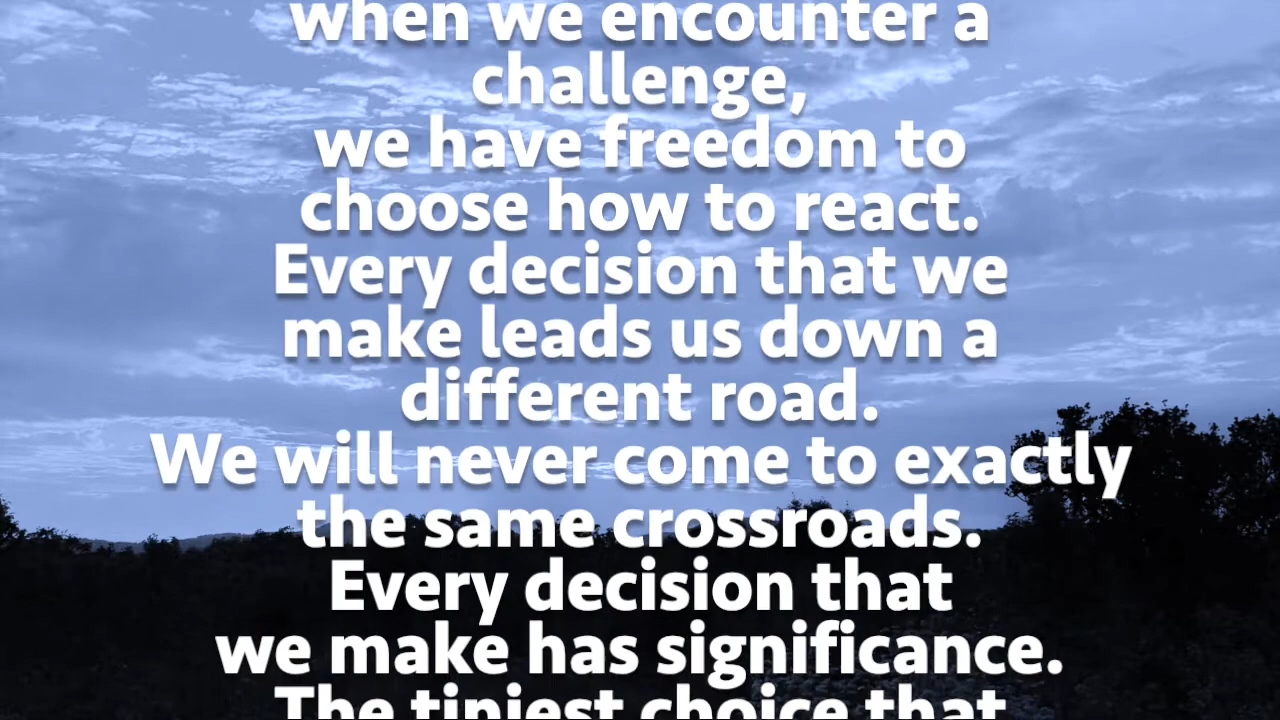 when we encounter a
challenge,
we have freedom to
choose how to react.
Every decision that we
make leads us down a
different road.
We will never come to exactly
the same crossroads.
Every decision that
we make has significance.
The tiniest choice that